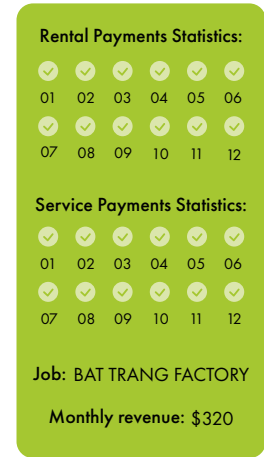 Rental Payments Statistics:
01 02 03 04 05 06
07 08 09 10 11 12
Service Payments Statistics:
01 02 03 04 05 06
07 08 09 10 11 12
Job: BAT TRANG FACTORY
Monthly revenue: $320